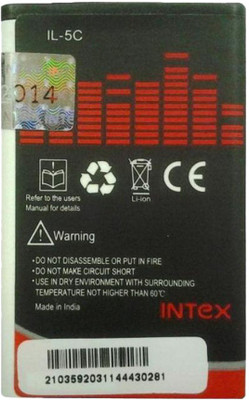 IL-5C
014
Refer to the users
Manual for details.
Li-ion
CE
Warning
• DO NOT DISASSEMBLE OR PUT IN FIRE
• DO NOT MAKE CIRCUIT SHORT
• USE IN DRY ENVIRONMENT WITH SURROUNDING
TEMPERATURE NOT HIGHER THAN 60°C
Made in India
INTEX
2103592031144430281